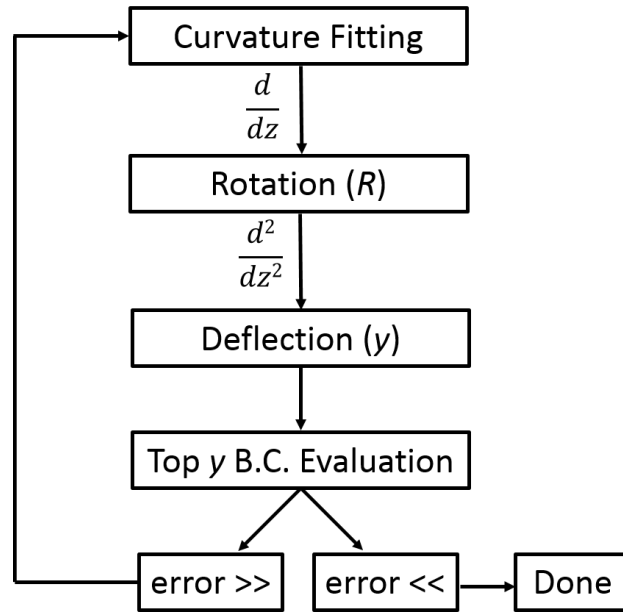 Curvature Fitting
d
dz
Rotation (R)
d²
dz²
Deflection (y)
Top y B.C. Evaluation
error >>
error <<
Done